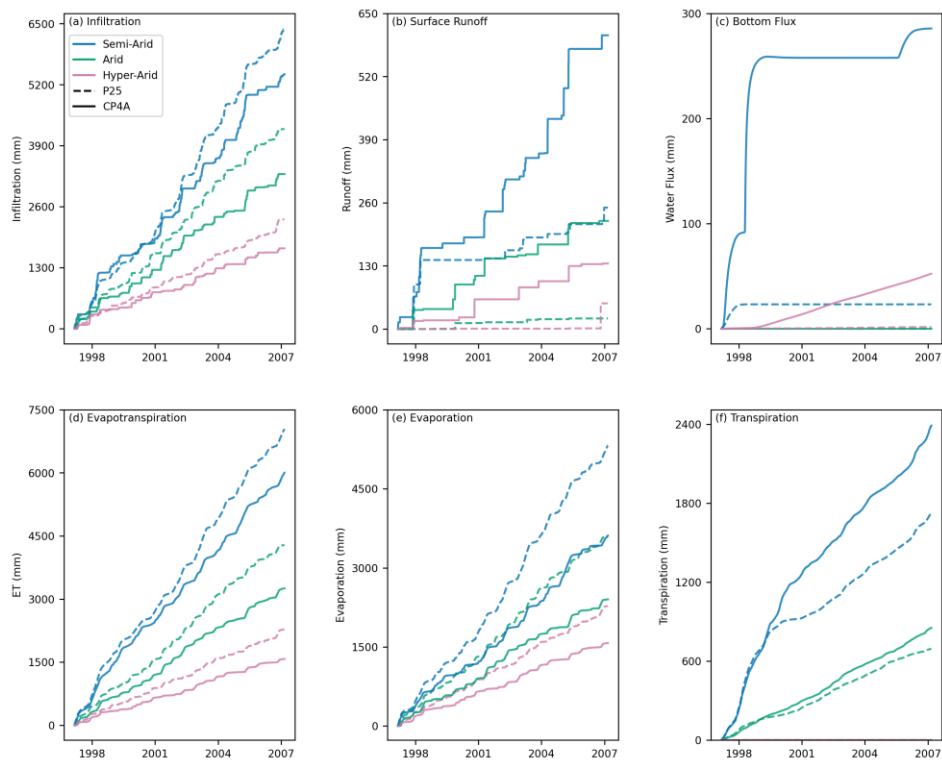 (a) Infiltration
Semi-Arid
Arid
Hyper-Arid
P25
CP4A
6500
5200
3900
2600
1300
0
Infiltration (mm)
1998 2001 2004 2007
(b) Surface Runoff
650
520
390
260
130
0
Runoff (mm)
1998 2001 2004 2007
(c) Bottom Flux
300
200
100
0
Water Flux (mm)
1998 2001 2004 2007
(d) Evapotranspiration
7500
6000
4500
3000
1500
0
ET (mm)
1998 2001 2004 2007
(e) Evaporation
6000
4500
3000
1500
0
Evaporation (mm)
1998 2001 2004 2007
(f) Transpiration
2400
1800
1200
600
0
Transpiration (mm)
1998 2001 2004 2007